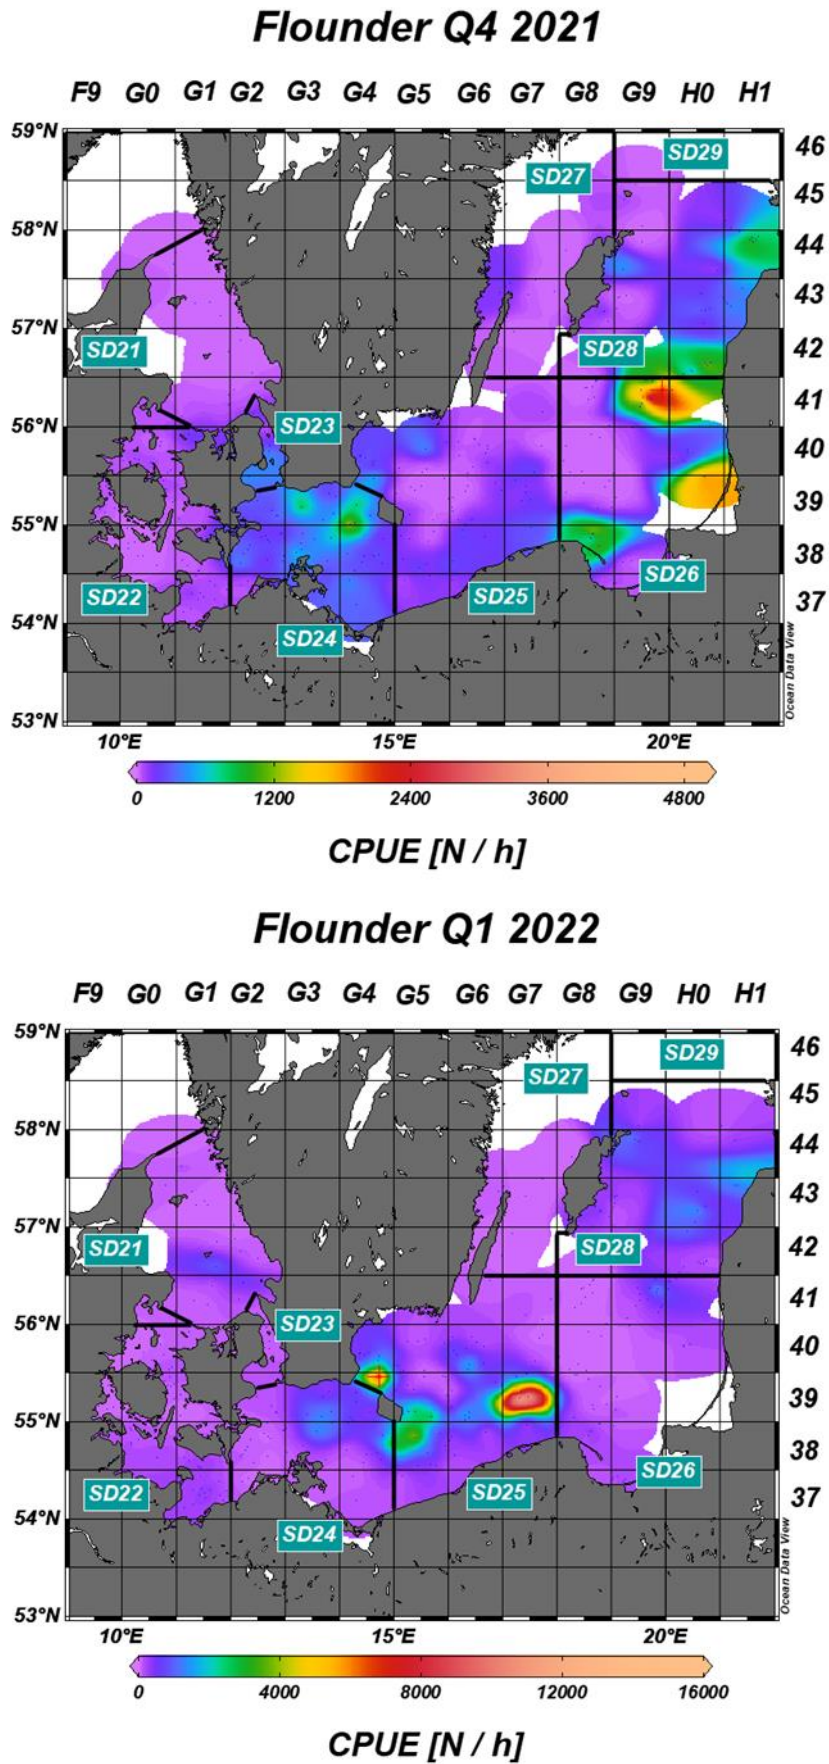 Flounder Q4 2021
F9 G0 G1 G2 G3 G4 G5 G6 G7 G8 G9 H0 H1
59°N
46
SD29
SD27
45
58°N
44
43
57°N
SD21
SD28
42
41
56°N
SD23
40
39
55°N
38
SD26
SD22
SD25
37
54°N
SD24
Ocean Data View
53°N
10°E 15°E 20°E
0 1200 2400 3600 4800
CPUE [N / h]
Flounder Q1 2022
F9 G0 G1 G2 G3 G4 G5 G6 G7 G8 G9 H0 H1
59°N
46
SD29
SD27
45
58°N
44
43
57°N
SD21
SD28
42
41
56°N
SD23
40
39
55°N
38
SD26
SD22
SD25
37
54°N
SD24
Ocean Data View
53°N
10°E 15°E 20°E
0 4000 8000 12000 16000
CPUE [N / h]